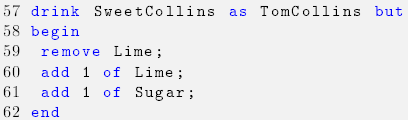 57 drink SweetCollins as TomCollins but
58 begin
59 remove Lime;
60 add 1 of Lime;
61 add 1 of Sugar;
62 end